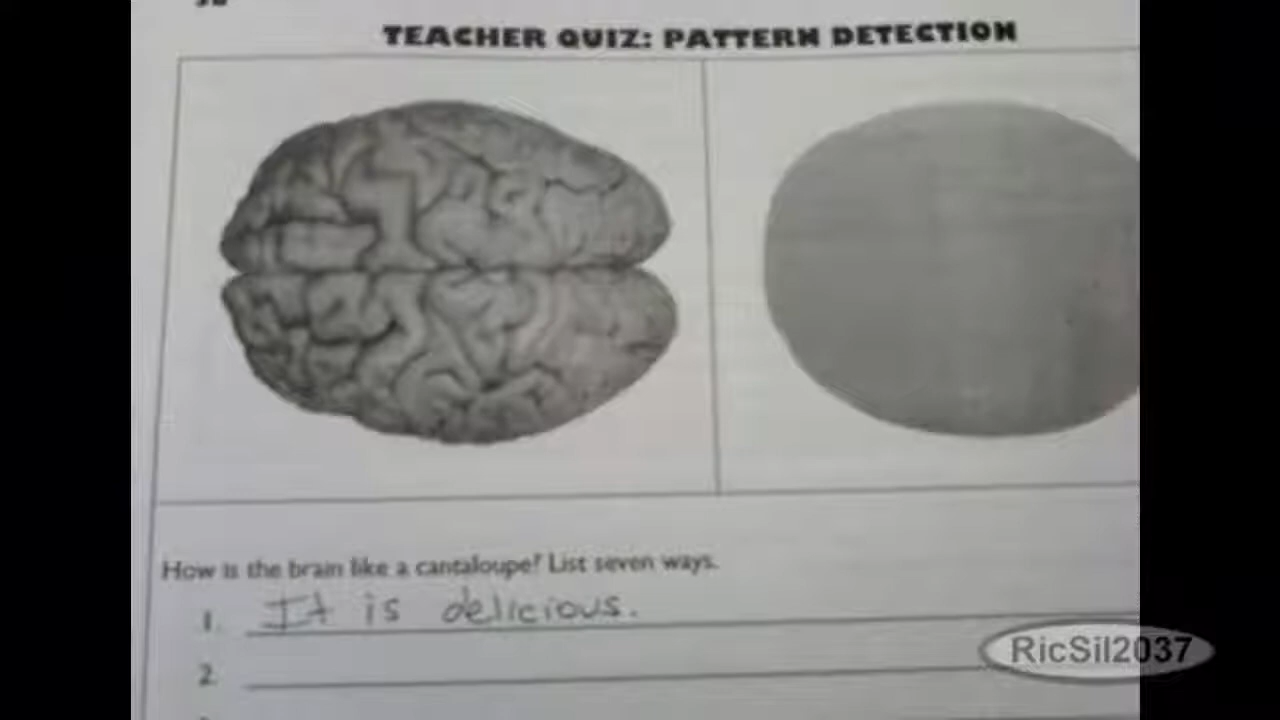 TEACHER QUIZ: PATTERN DETECTION
How is the brain like a cantaloupe? List seven ways.
1. It is delicious.
2.
RicSil2037